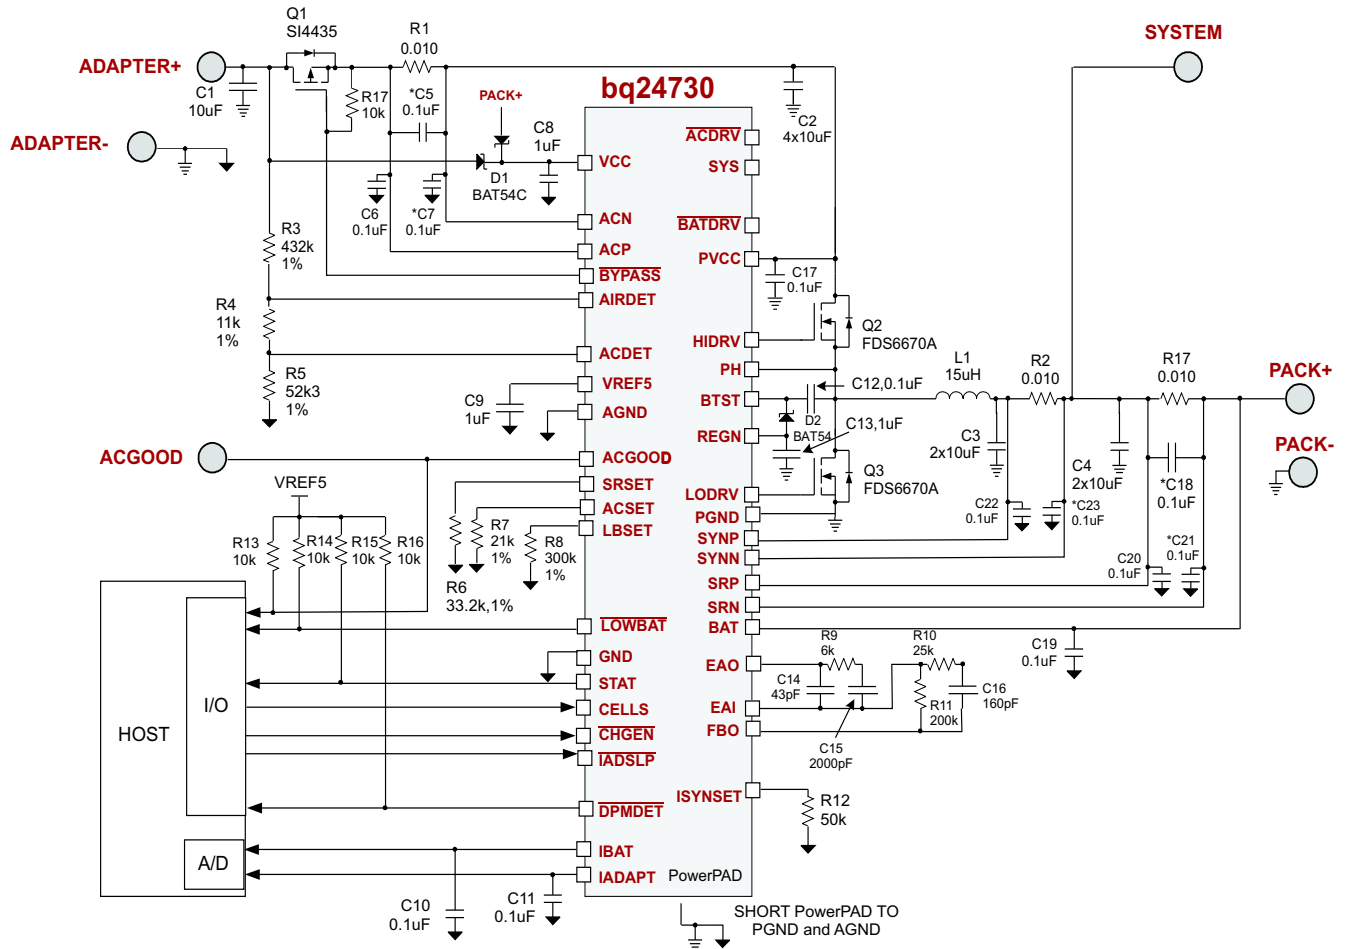 Q1
SI4435
R1
0.010
SYSTEM
ADAPTER+
C1
10uF
R17
10k
*C5
0.1uF
PACK+
bq24730
C2
4x10uF
ADAPTER-
C8
1uF
D1
BAT54C
C6
0.1uF
*C7
0.1uF
R3
432k
1%
R4
11k
1%
R5
52k3
1%
C9
1uF
VCC
ACN
ACP
BYPASS
AIRDET
ACDET
VREF5
AGND
ACGOOD
SRSET
ACSET
LBSET
LOWBAT
GND
STAT
CELLS
CHGEN
IADSLP
DPMDET
IBAT
IADAPT
ACDRV
SYS
BATDRV
PVCC
HIDRV
PH
BTST
REGN
LODRV
PGND
SYNP
SYNN
SRP
SRN
BAT
EAO
EAI
FBO
ISYNSET
PowerPAD
C17
0.1uF
Q2
FDS6670A
C12,0.1uF
D2
BAT54
C13,1uF
Q3
FDS6670A
L1
15uH
R2
0.010
R17
0.010
PACK+
PACK-
C3
2x10uF
C4
2x10uF
*C18
0.1uF
C22
0.1uF
*C23
0.1uF
C20
0.1uF
*C21
0.1uF
C19
0.1uF
R9
6k
R10
25k
C14
43pF
C16
160pF
R11
200k
C15
2000pF
R12
50k
ACGOOD
VREF5
R13
10k
R14
10k
R15
10k
R16
10k
R7
21k
1%
R8
300k
1%
R6
33.2k,1%
HOST
I/O
A/D
C10
0.1uF
C11
0.1uF
SHORT PowerPAD TO
PGND and AGND